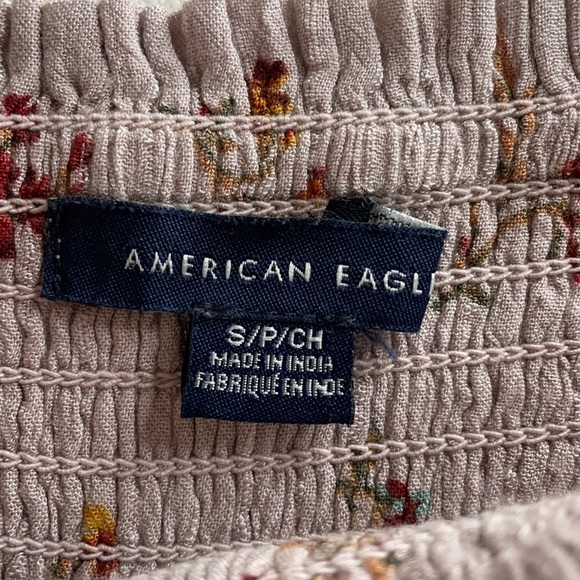 AMERICAN EAGL
S/P/CH
MADE IN INDIA
FABRIQUÉ EN INDE